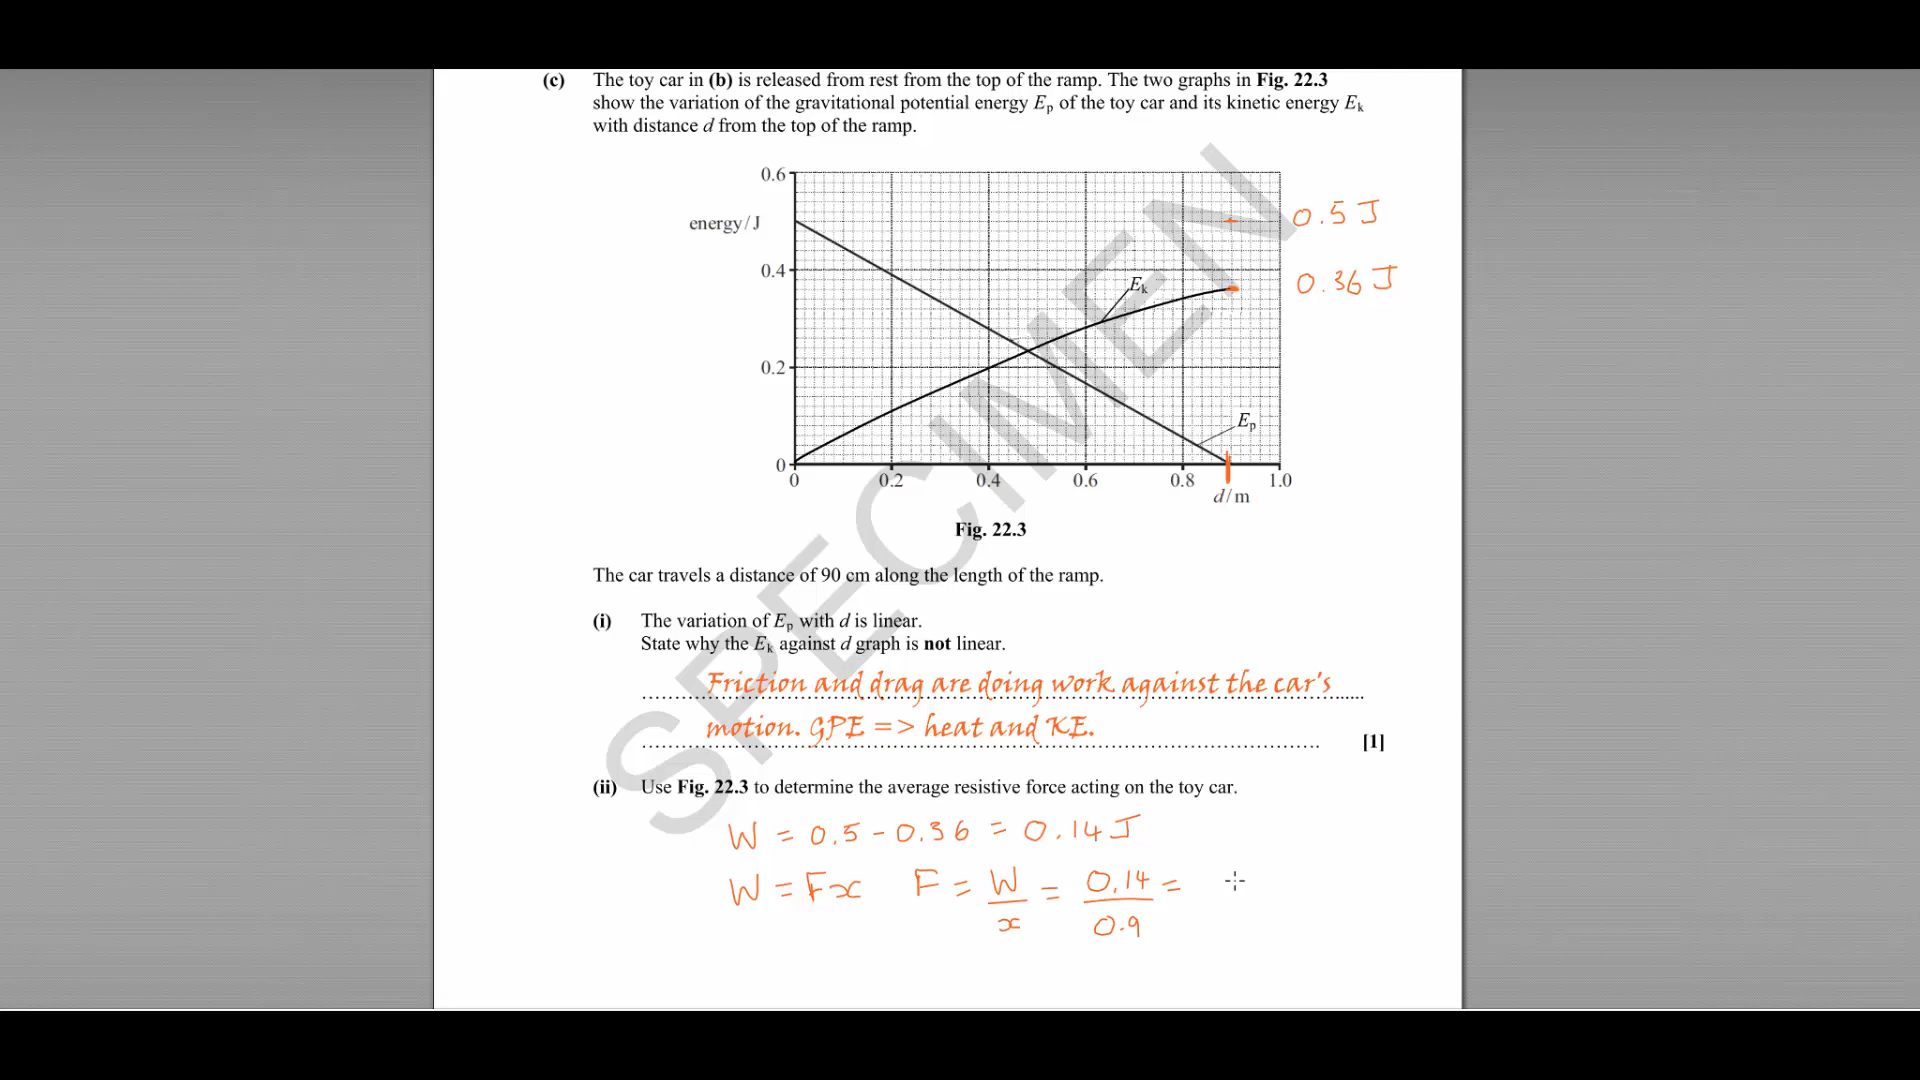 (c) The toy car in (b) is released from rest from the top of the ramp. The two graphs in Fig. 22.3
show the variation of the gravitational potential energy Ep of the toy car and its kinetic energy Ek
with distance d from the top of the ramp.
0.6
energy/J
0.5 J
0.4
Ek
0.36 J
0.2
Ep
0
0 0.2 0.4 0.6 0.8 1.0
d/m
Fig. 22.3
The car travels a distance of 90 cm along the length of the ramp.
(i) The variation of Ep with d is linear.
State why the Ek against d graph is not linear.
Friction and drag are doing work against the car's
motion. GPE => heat and KE.
[1]
(ii) Use Fig. 22.3 to determine the average resistive force acting on the toy car.
W = 0.5 - 0.36 = 0.14 J
W = Fx F = W/x = 0.14/0.9 =
SPECIMEN